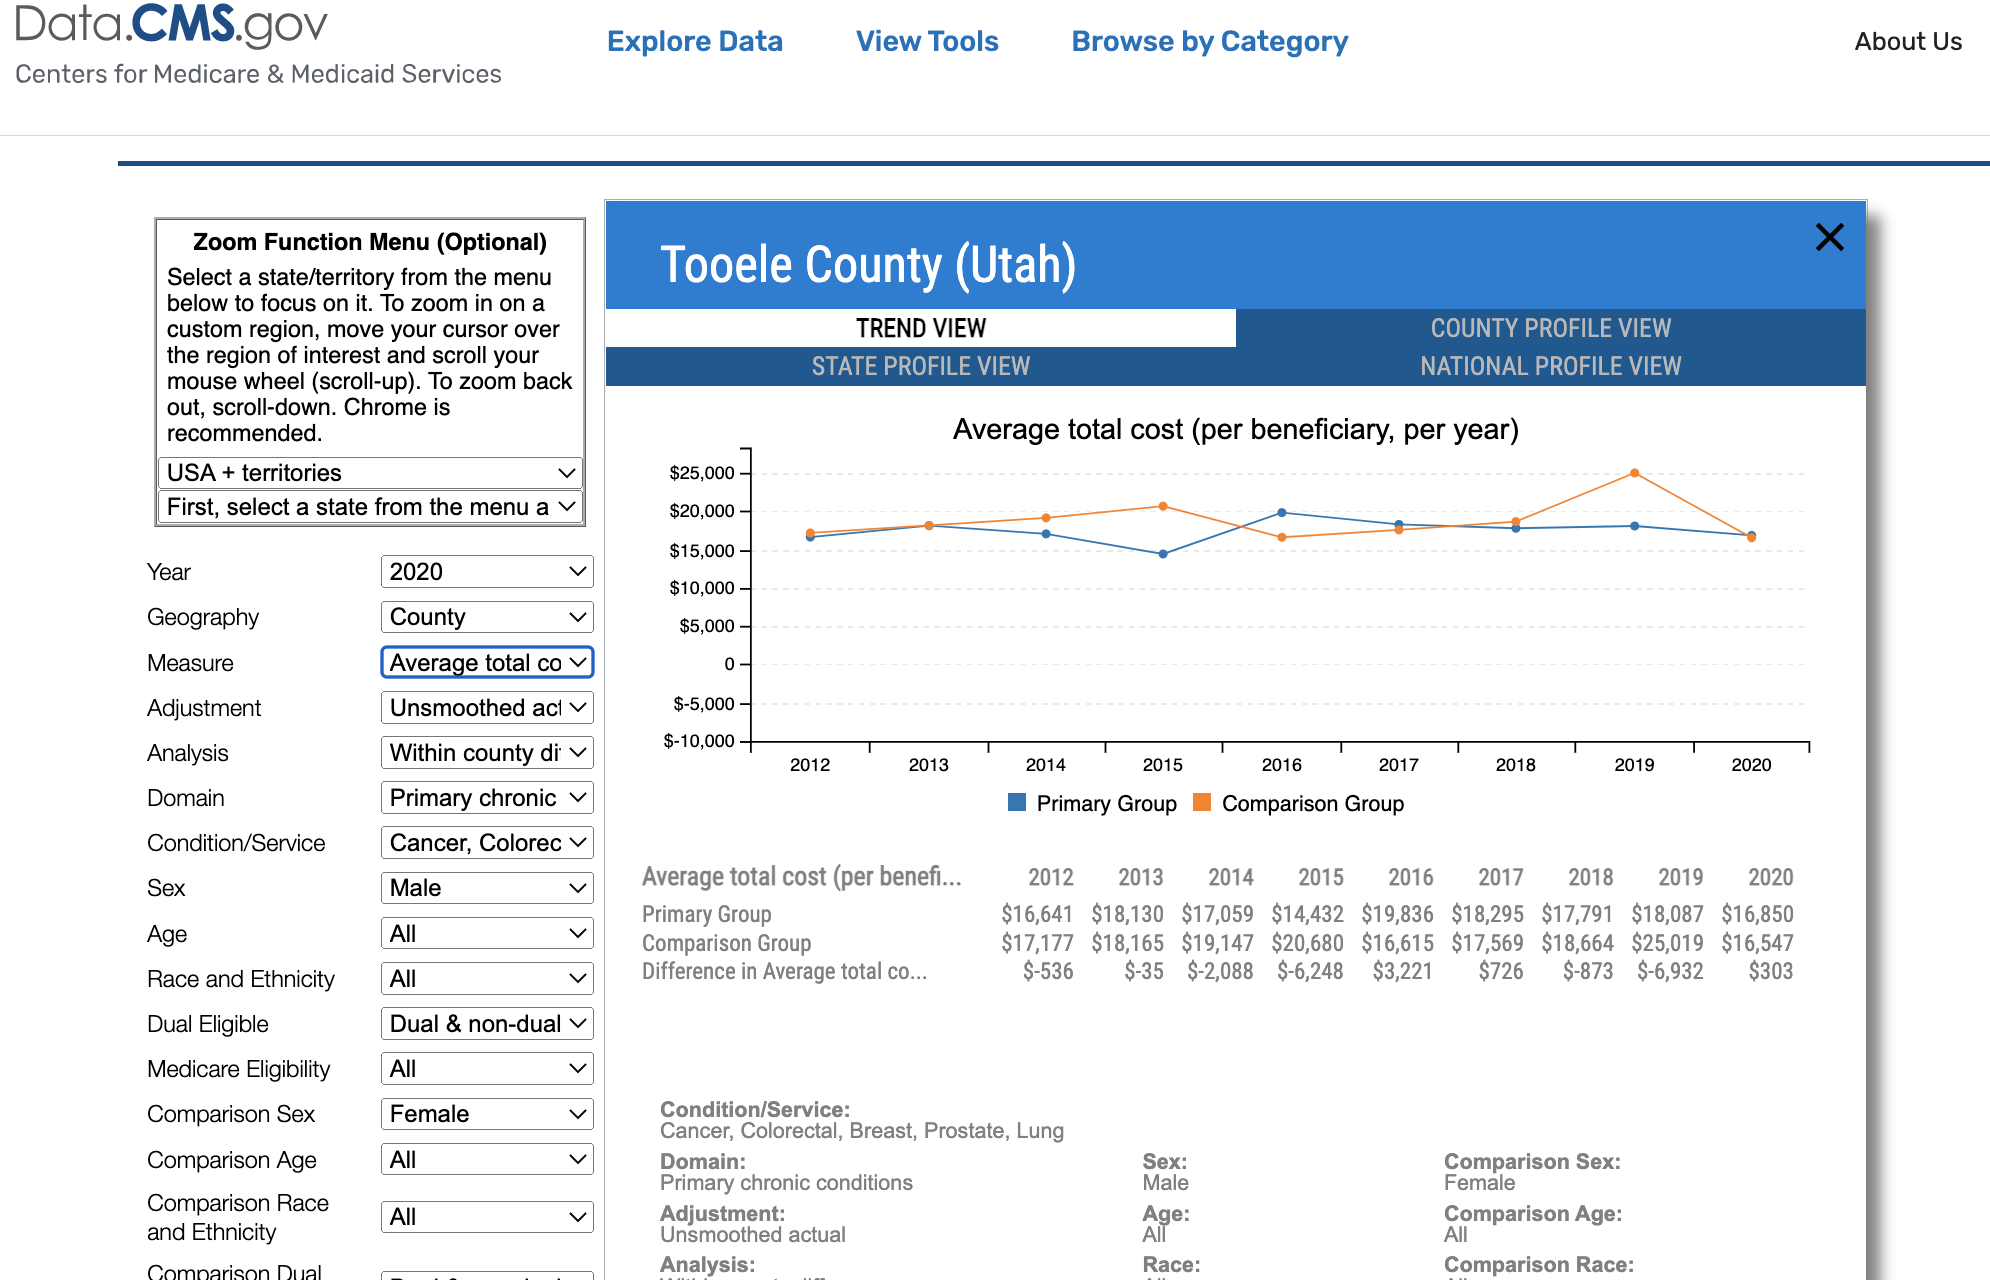 Data.CMS.gov
Centers for Medicare & Medicaid Services
Explore Data
View Tools
Browse by Category
About Us
Zoom Function Menu (Optional)
Select a state/territory from the menu
below to focus on it. To zoom in on a
custom region, move your cursor over
the region of interest and scroll your
mouse wheel (scroll-up). To zoom back
out, scroll-down. Chrome is
recommended.
USA + territories
First, select a state from the menu a
Year 2020
Geography County
Measure Average total co
Adjustment Unsmoothed act
Analysis Within county di
Domain Primary chronic
Condition/Service Cancer, Colorec
Sex Male
Age All
Race and Ethnicity All
Dual Eligible Dual & non-dual
Medicare Eligibility All
Comparison Sex Female
Comparison Age All
Comparison Race
and Ethnicity All
Comparison Dual
Tooele County (Utah)
TREND VIEW
COUNTY PROFILE VIEW
STATE PROFILE VIEW
NATIONAL PROFILE VIEW
Average total cost (per beneficiary, per year)
$25,000
$20,000
$15,000
$10,000
$5,000
0
$-5,000
$-10,000
2012 2013 2014 2015 2016 2017 2018 2019 2020
Primary Group Comparison Group
Average total cost (per benefi... 2012 2013 2014 2015 2016 2017 2018 2019 2020
Primary Group $16,641 $18,130 $17,059 $14,432 $19,836 $18,295 $17,791 $18,087 $16,850
Comparison Group $17,177 $18,165 $19,147 $20,680 $16,615 $17,569 $18,664 $25,019 $16,547
Difference in Average total co... $-536 $-35 $-2,088 $-6,248 $3,221 $726 $-873 $-6,932 $303
Condition/Service:
Cancer, Colorectal, Breast, Prostate, Lung
Domain: Sex: Comparison Sex:
Primary chronic conditions Male Female
Adjustment: Age: Comparison Age:
Unsmoothed actual All All
Analysis: Race: Comparison Race: